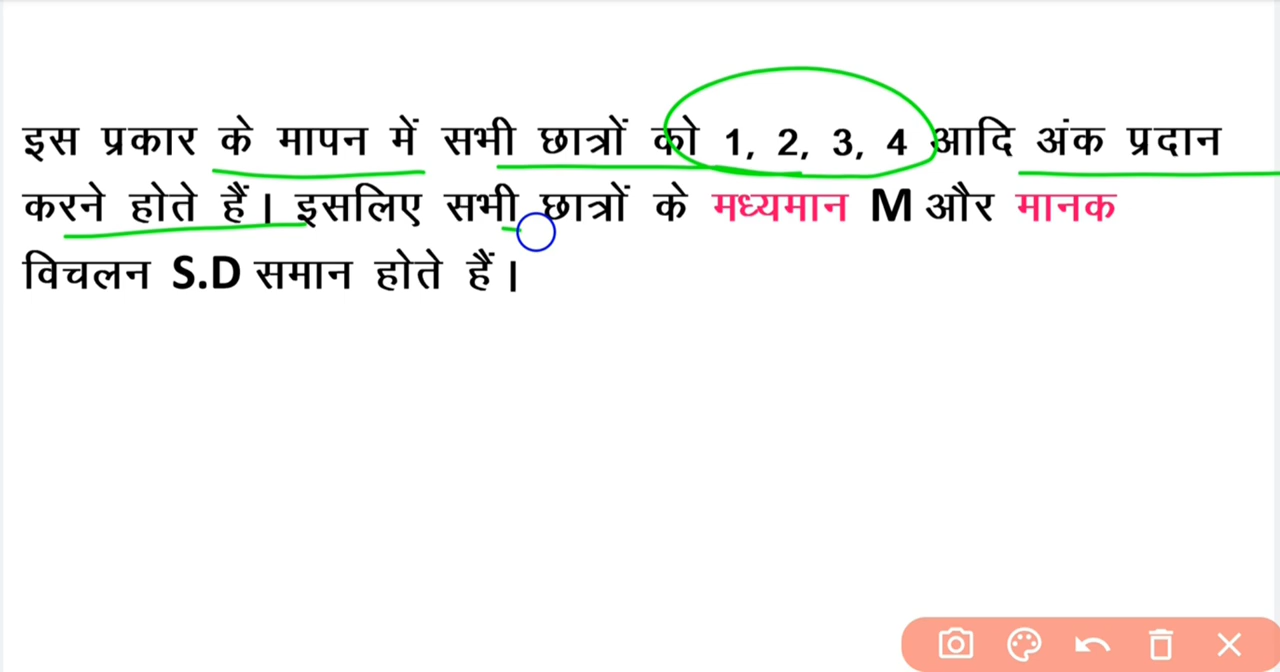 इस प्रकार के मापन में सभी छात्रों को 1, 2, 3, 4 आदि अंक प्रदान
करने होते हैं। इसलिए सभी छात्रों के मध्यमान M और मानक
विचलन S.D समान होते हैं।